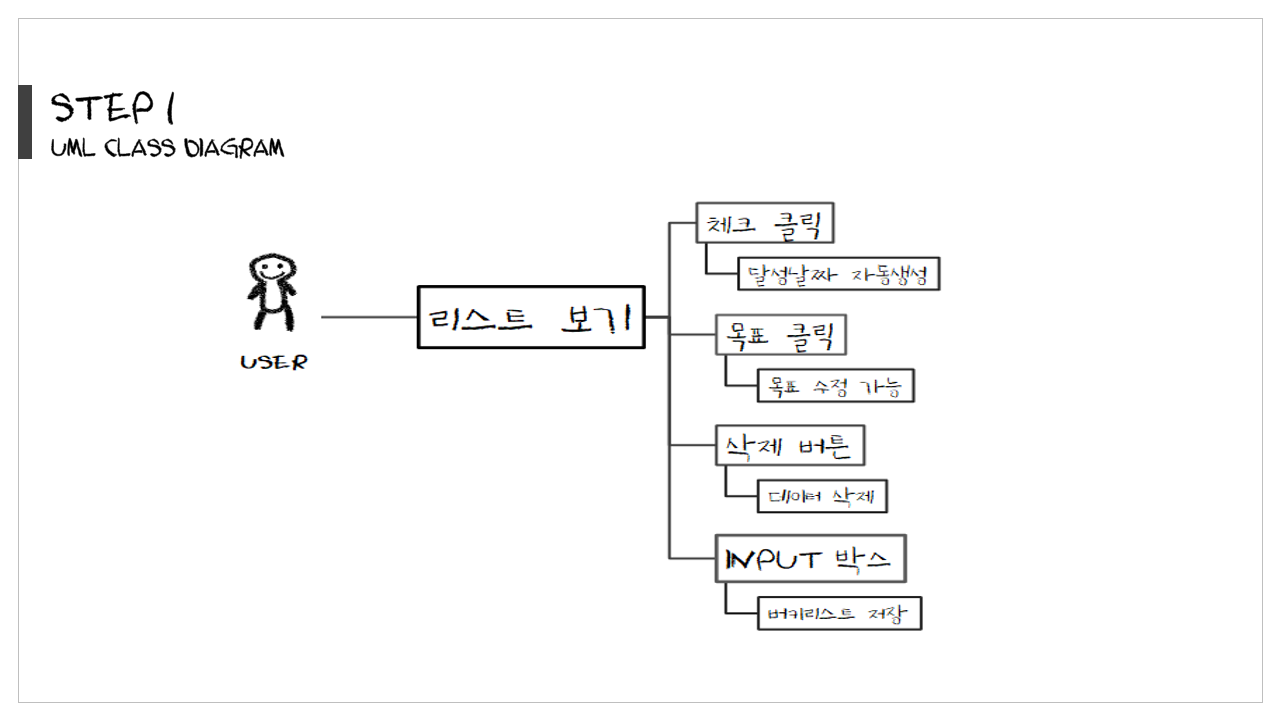 STEP 1
UML CLASS DIAGRAM
USER
리스트 보기
체크 클릭
달성날짜 자동생성
목표 클릭
목표 수정 가능
삭제 버튼
데이터 삭제
INPUT 박스
버키리스트 저장